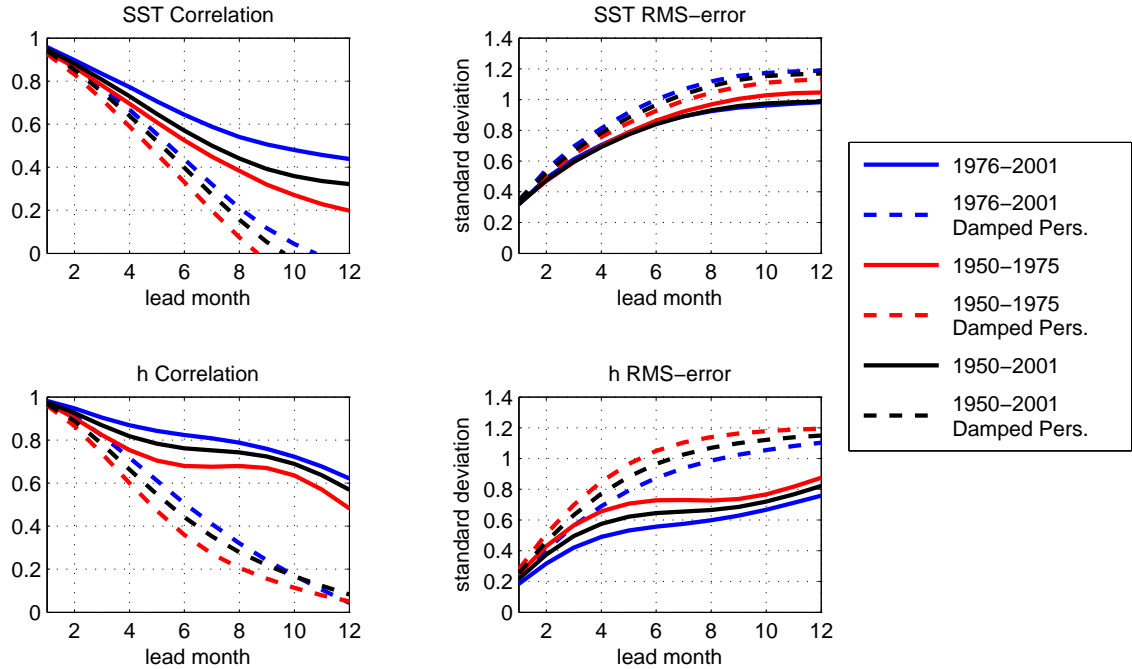 SST Correlation
1
0.8
0.6
0.4
0.2
0
2 4 6 8 10 12
lead month
SST RMS−error
standard deviation
1.4
1.2
1
0.8
0.6
0.4
0.2
0
2 4 6 8 10 12
lead month
h Correlation
1
0.8
0.6
0.4
0.2
0
2 4 6 8 10 12
lead month
h RMS−error
standard deviation
1.4
1.2
1
0.8
0.6
0.4
0.2
0
2 4 6 8 10 12
lead month
1976−2001
1976−2001
Damped Pers.
1950−1975
1950−1975
Damped Pers.
1950−2001
1950−2001
Damped Pers.